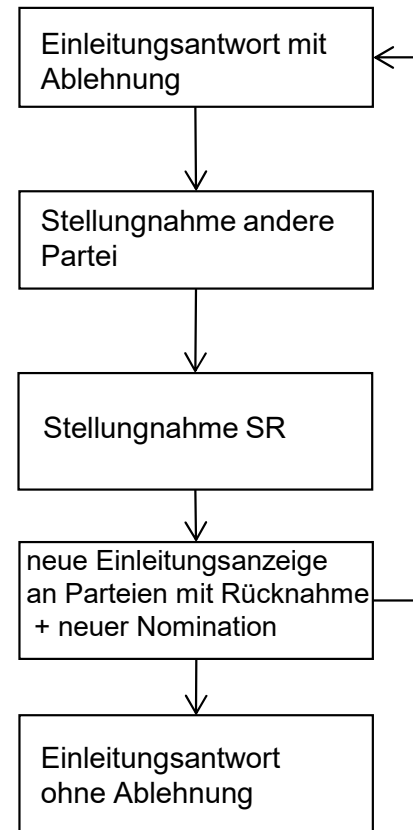 Einleitungsantwort mit
Ablehnung
Stellungnahme andere
Partei
Stellungnahme SR
neue Einleitungsanzeige
an Parteien mit Rücknahme
+ neuer Nomination
Einleitungsantwort
ohne Ablehnung